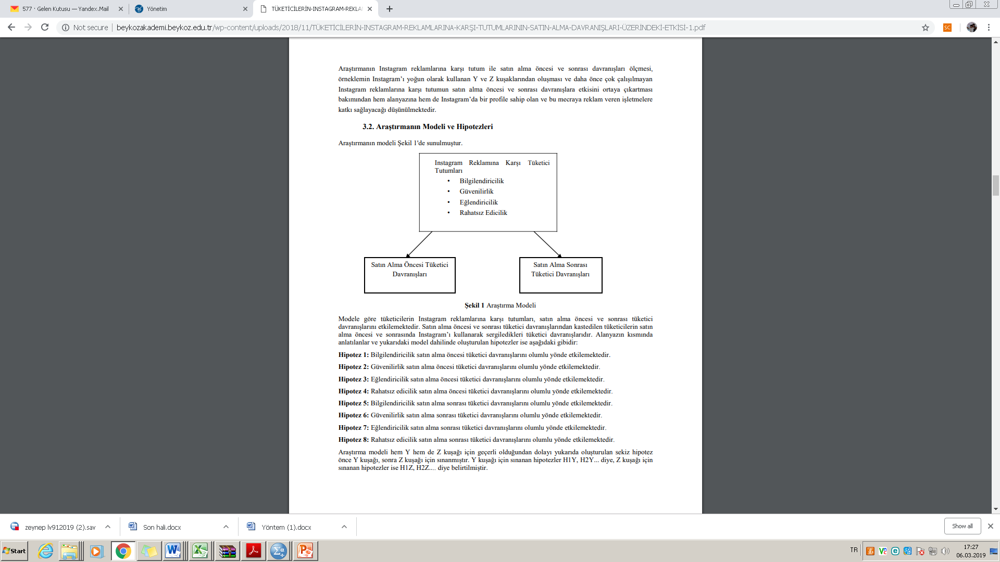 577 · Gelen Kutusu — Yandex.Mail
Yönetim
TÜKETİCİLERİN-INSTAGRAM-REKLA
Not secure | beykozakademi.beykoz.edu.tr/wp-content/uploads/2018/11/TÜKETİCİLERİN-INSTAGRAM-REKLAMLARINA-KARŞI-TUTUMLARININ-SATIN-ALMA-DAVRANIŞLARI-ÜZERİNDEKİ-ETKİSİ-1.pdf
SC
Araştırmanın Instagram reklamlarına karşı tutum ile satın alma öncesi ve sonrası davranışları ölçmesi,
örneklemin Instagram’ı yoğun olarak kullanan Y ve Z kuşaklarından oluşması ve daha önce çok çalışılmayan
Instagram reklamlarına karşı tutumun satın alma öncesi ve sonrası davranışlara etkisini ortaya çıkartması
bakımından hem alanyazına hem de Instagram’da bir profile sahip olan ve bu mecraya reklam veren işletmelere
katkı sağlayacağı düşünülmektedir.
3.2. Araştırmanın Modeli ve Hipotezleri
Araştırmanın modeli Şekil 1'de sunulmuştur.
Instagram Reklamına Karşı Tüketici
Tutumları
• Bilgilendiricilik
• Güvenilirlik
• Eğlendiricilik
• Rahatsız Edicilik
Satın Alma Öncesi Tüketici
Davranışları
Satın Alma Sonrası
Tüketici Davranışları
Şekil 1 Araştırma Modeli
Modele göre tüketicilerin Instagram reklamlarına karşı tutumları, satın alma öncesi ve sonrası tüketici
davranışlarını etkilemektedir. Satın alma öncesi ve sonrası tüketici davranışlarından kastedilen tüketicilerin satın
alma öncesi ve sonrasında Instagram’ı kullanarak sergiledikleri tüketici davranışlarıdır. Alanyazın kısmında
anlatılanlar ve yukarıdaki model dahilinde oluşturulan hipotezler ise aşağıdaki gibidir:
Hipotez 1: Bilgilendiricilik satın alma öncesi tüketici davranışlarını olumlu yönde etkilemektedir.
Hipotez 2: Güvenilirlik satın alma öncesi tüketici davranışlarını olumlu yönde etkilemektedir.
Hipotez 3: Eğlendiricilik satın alma öncesi tüketici davranışlarını olumlu yönde etkilemektedir.
Hipotez 4: Rahatsız edicilik satın alma öncesi tüketici davranışlarını olumlu yönde etkilemektedir.
Hipotez 5: Bilgilendiricilik satın alma sonrası tüketici davranışlarını olumlu yönde etkilemektedir.
Hipotez 6: Güvenilirlik satın alma sonrası tüketici davranışlarını olumlu yönde etkilemektedir.
Hipotez 7: Eğlendiricilik satın alma sonrası tüketici davranışlarını olumlu yönde etkilemektedir.
Hipotez 8: Rahatsız edicilik satın alma sonrası tüketici davranışlarını olumlu yönde etkilemektedir.
Araştırma modeli hem Y hem de Z kuşağı için geçerli olduğundan dolayı yukarıda oluşturulan sekiz hipotez
önce Y kuşağı, sonra Z kuşağı için sınanmıştır. Y kuşağı için sınanan hipotezler H1Y, H2Y... diye, Z kuşağı için
sınanan hipotezler ise H1Z, H2Z.... diye belirtilmiştir.
zeynep lv912019 (2).sav
Son hali.docx
Yöntem (1).docx
Show all
Start
TR
17:27
06.03.2019